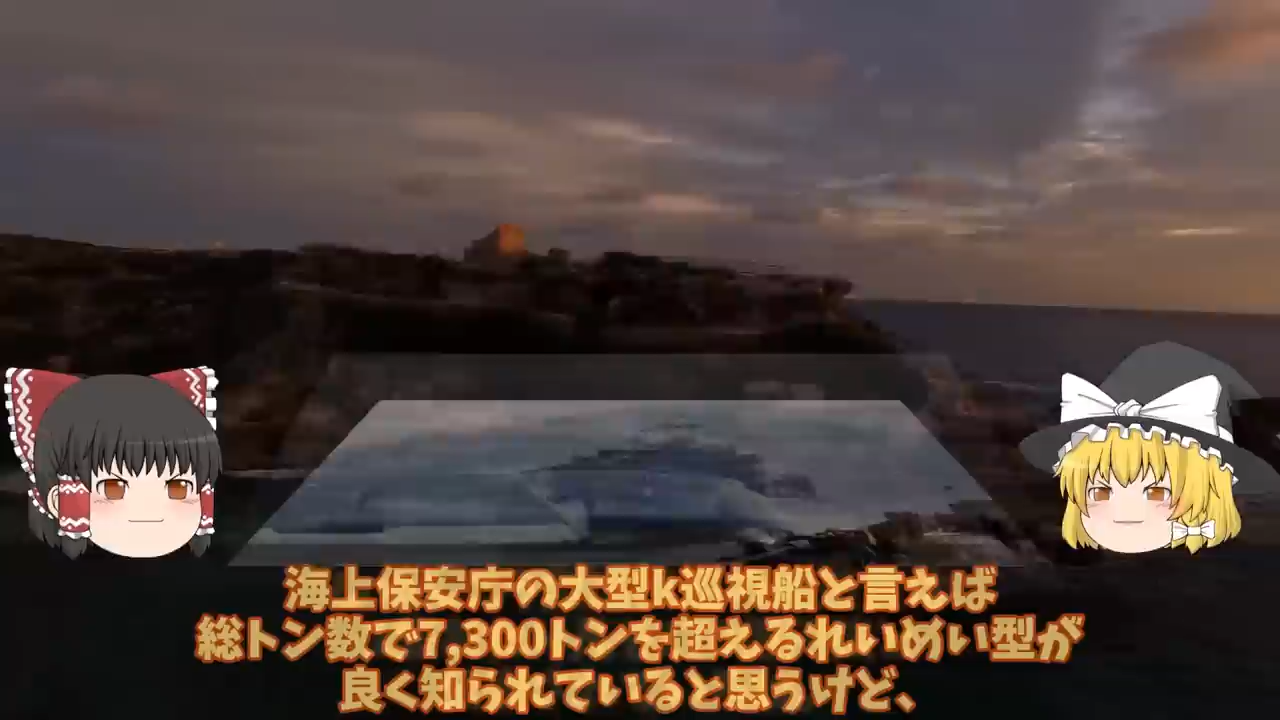 海上保安庁の大型k巡視船と言えば
総トン数で7,300トンを超えるれいめい型が
良く知られていると思うけど、